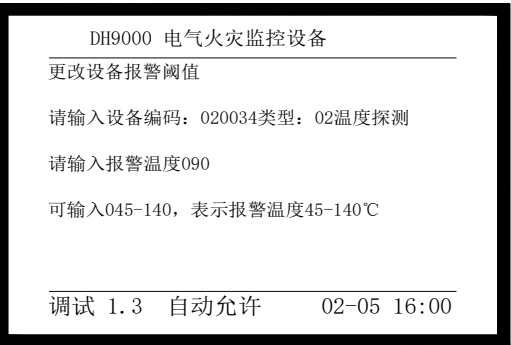 DH9000 电气火灾监控设备
更改设备报警阈值
请输入设备编码：020034类型：02温度探测
请输入报警温度090
可输入045-140，表示报警温度45-140℃
调试 1.3 自动允许 02-05 16:00